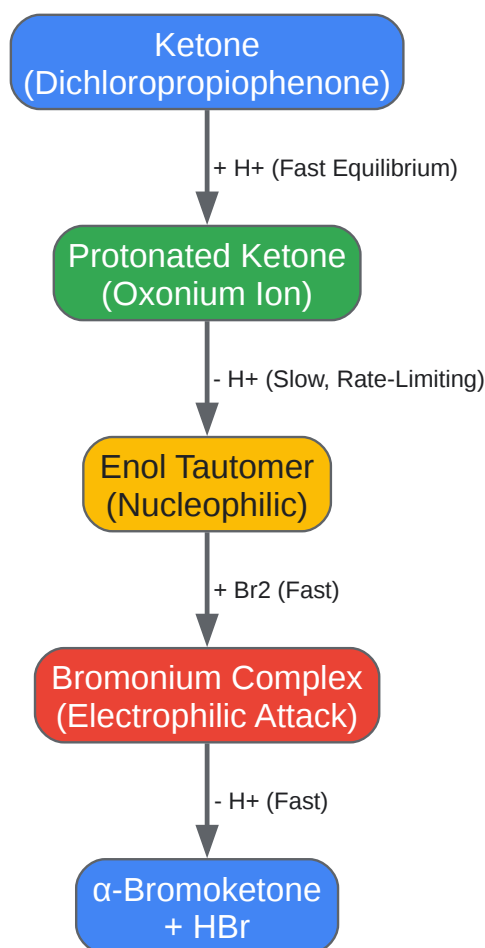 Ketone
(Dichloropropiophenone)
+ H+ (Fast Equilibrium)
Protonated Ketone
(Oxonium Ion)
- H+ (Slow, Rate-Limiting)
Enol Tautomer
(Nucleophilic)
+ Br2 (Fast)
Bromonium Complex
(Electrophilic Attack)
- H+ (Fast)
α-Bromoketone
+ HBr